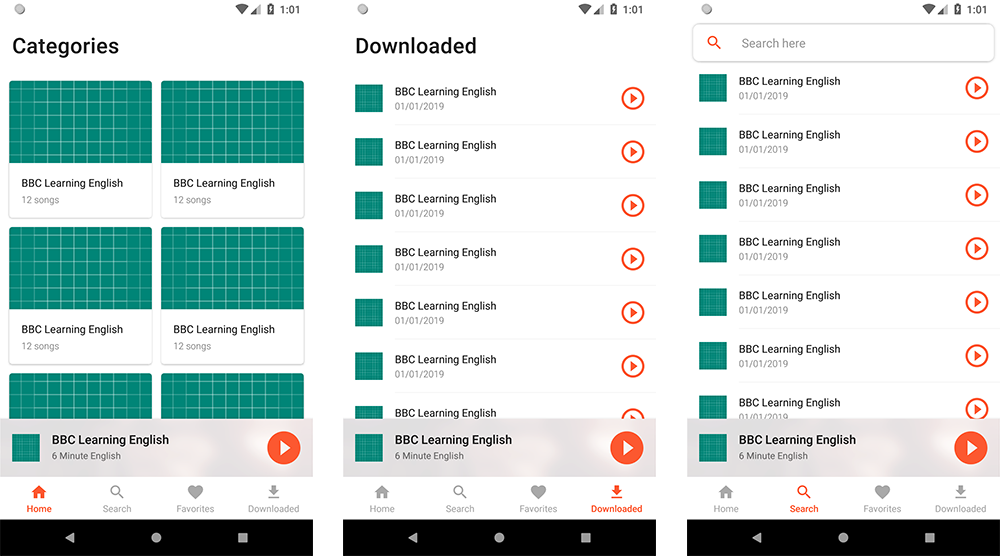 1:01
Categories
BBC Learning English
12 songs
BBC Learning English
12 songs
BBC Learning English
12 songs
BBC Learning English
12 songs
BBC Learning English
6 Minute English
Home
Search
Favorites
Downloaded
1:01
Downloaded
BBC Learning English
01/01/2019
BBC Learning English
01/01/2019
BBC Learning English
01/01/2019
BBC Learning English
01/01/2019
BBC Learning English
01/01/2019
BBC Learning English
01/01/2019
BBC Learning English
BBC Learning English
6 Minute English
Home
Search
Favorites
Downloaded
1:01
Search here
BBC Learning English
01/01/2019
BBC Learning English
01/01/2019
BBC Learning English
01/01/2019
BBC Learning English
01/01/2019
BBC Learning English
01/01/2019
BBC Learning English
01/01/2019
BBC Learning English
01/01/2019
BBC Learning English
6 Minute English
Home
Search
Favorites
Downloaded